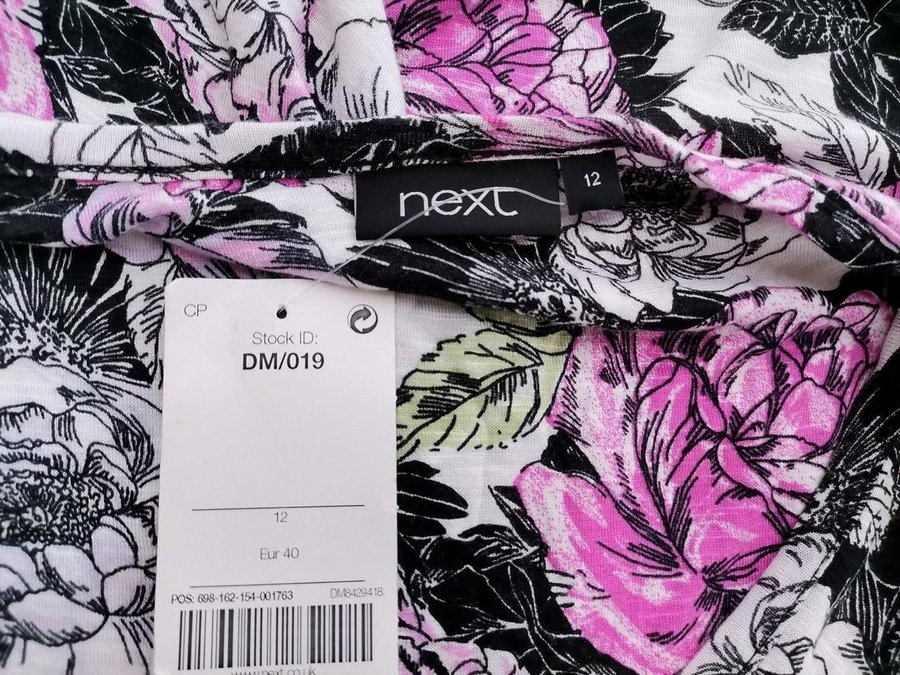 next
12
CP
Stock ID:
DM/019
12
Eur 40
POS: 698-162-154-001763
DM8429418
www.next.co.uk